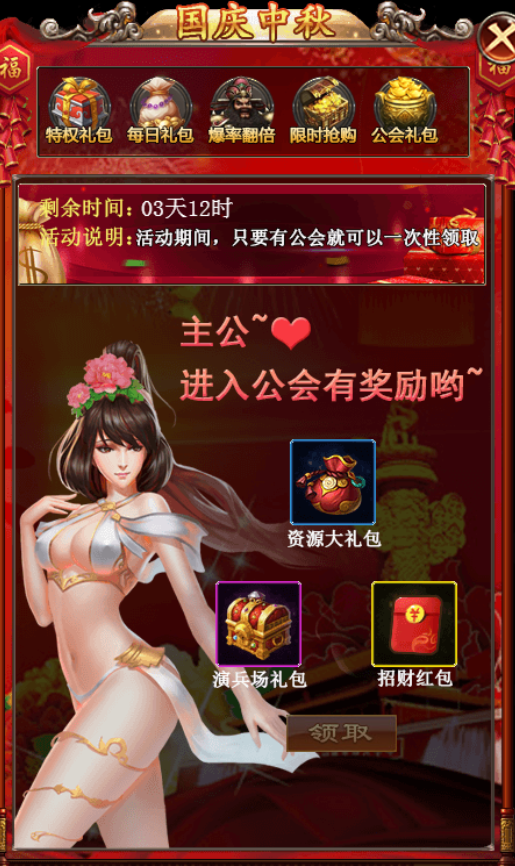 国庆中秋
福
福
特权礼包 每日礼包 爆率翻倍 限时抢购 公会礼包
剩余时间：03天12时
活动说明：活动期间，只要有公会就可以一次性领取
主公~❤
进入公会有奖励哟~
资源大礼包
演兵场礼包 招财红包
领取